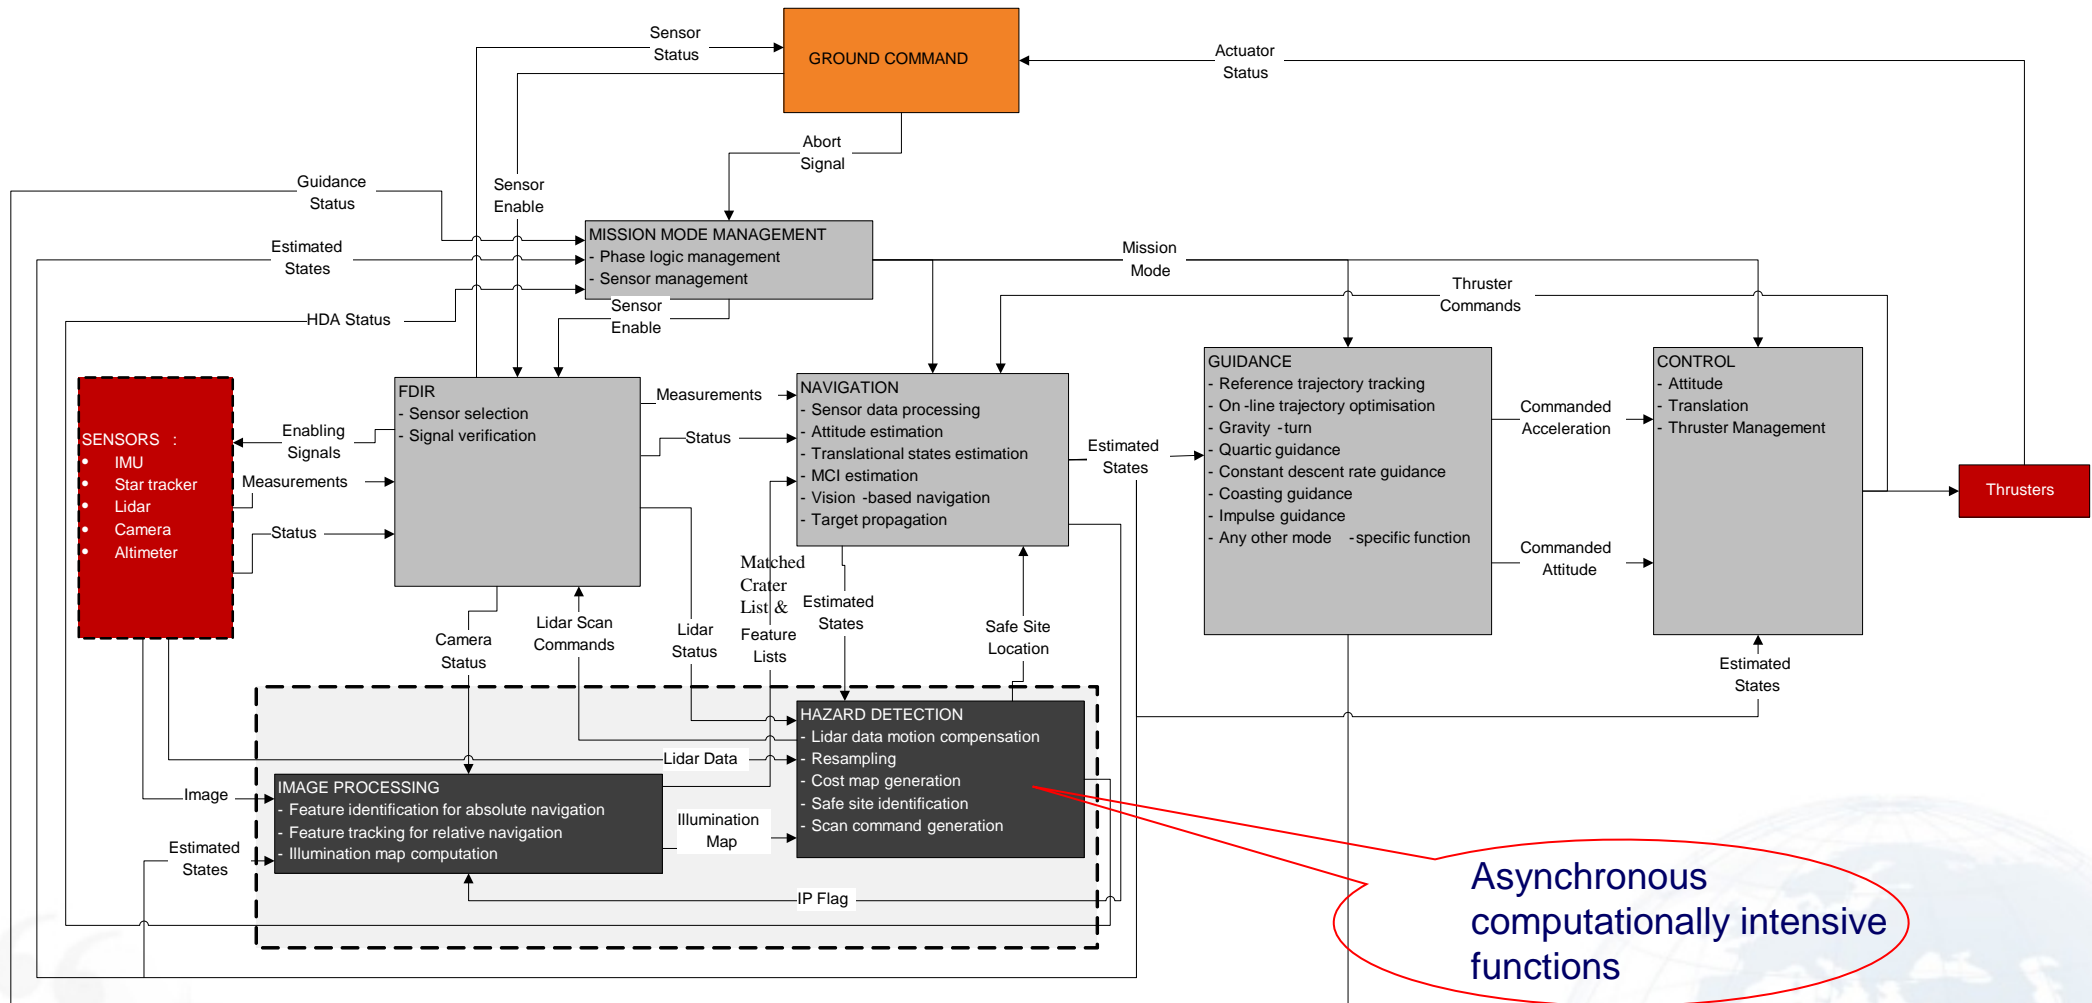 Sensor
Status
GROUND COMMAND
Actuator
Status
Abort
Signal
Guidance
Status
Sensor
Enable
Estimated
States
MISSION MODE MANAGEMENT
- Phase logic management
- Sensor management
Mission
Mode
HDA Status
Sensor
Enable
Thruster
Commands
SENSORS :
• IMU
• Star tracker
• Lidar
• Camera
• Altimeter
Enabling
Signals
Measurements
Status
FDIR
- Sensor selection
- Signal verification
Measurements
Status
NAVIGATION
- Sensor data processing
- Attitude estimation
- Translational states estimation
- MCI estimation
- Vision -based navigation
- Target propagation
Estimated
States
GUIDANCE
- Reference trajectory tracking
- On -line trajectory optimisation
- Gravity -turn
- Quartic guidance
- Constant descent rate guidance
- Coasting guidance
- Impulse guidance
- Any other mode -specific function
Commanded
Acceleration
Commanded
Attitude
CONTROL
- Attitude
- Translation
- Thruster Management
Thrusters
Camera
Status
Lidar Scan
Commands
Lidar
Status
Matched
Crater
List &
Feature
Lists
Estimated
States
Safe Site
Location
Estimated
States
HAZARD DETECTION
- Lidar data motion compensation
- Resampling
- Cost map generation
- Safe site identification
- Scan command generation
Lidar Data
Image
IMAGE PROCESSING
- Feature identification for absolute navigation
- Feature tracking for relative navigation
- Illumination map computation
Illumination
Map
Estimated
States
IP Flag
Asynchronous
computationally intensive
functions